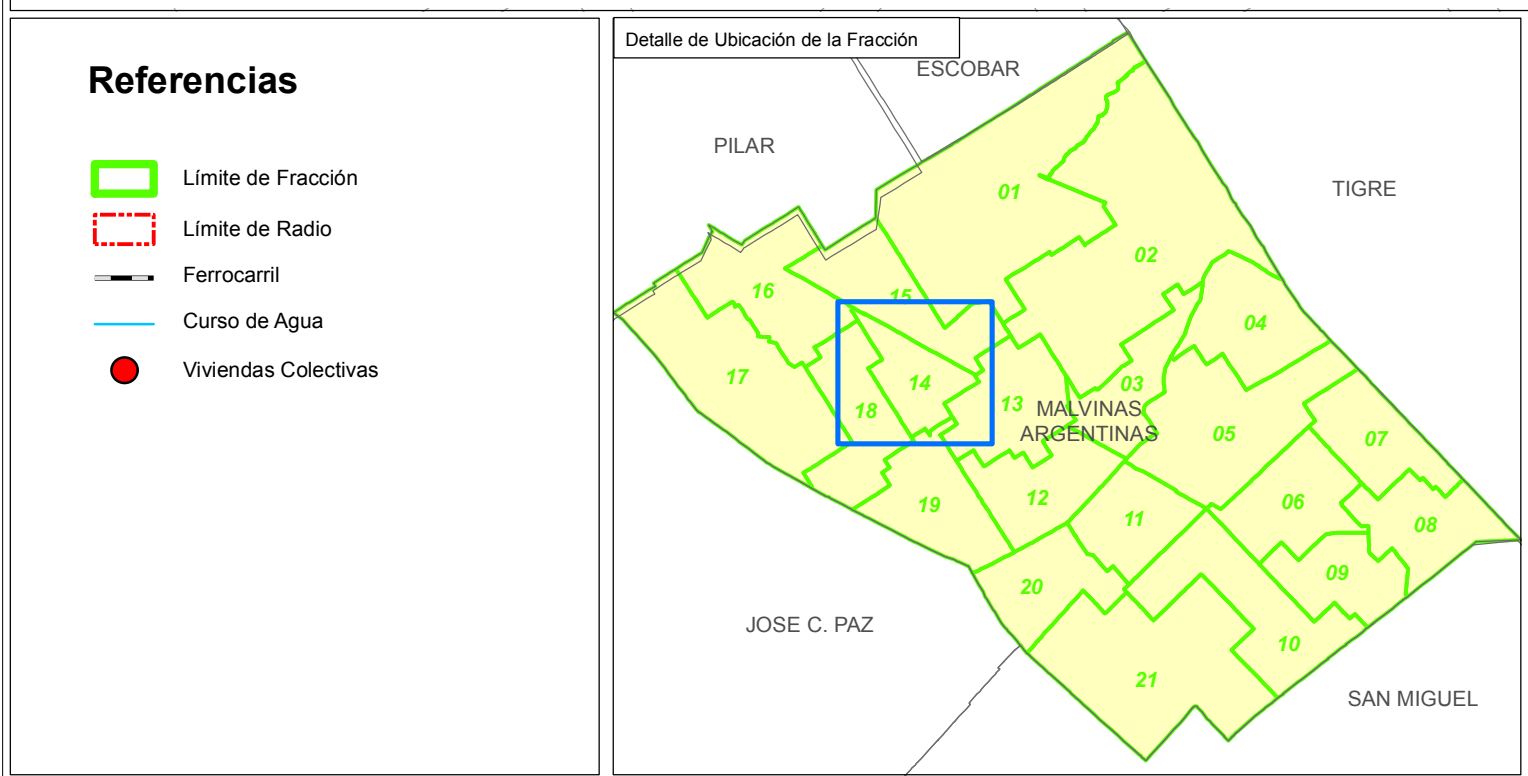 Referencias
Límite de Fracción
Límite de Radio
Ferrocarril
Curso de Agua
Viviendas Colectivas
Detalle de Ubicación de la Fracción
ESCOBAR
PILAR
TIGRE
01
02
16
15
04
17
14
03
18
13
MALVINAS
ARGENTINAS
05
07
19
12
11
06
08
09
20
JOSE C. PAZ
10
21
SAN MIGUEL